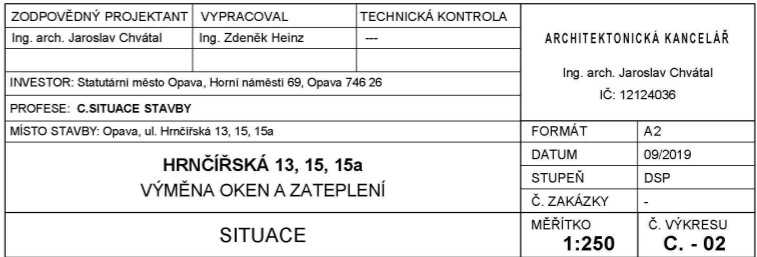 ZODPOVĚDNÝ PROJEKTANT VYPRACOVAL TECHNICKÁ KONTROLA
Ing. arch. Jaroslav Chvátal Ing. Zdeněk Heinz ---
ARCHITEKTONICKÁ KANCELÁŘ
Ing. arch. Jaroslav Chvátal
IČ: 12124036
INVESTOR: Statutární město Opava, Horní náměstí 69, Opava 746 26
PROFESE: C.SITUACE STAVBY
MÍSTO STAVBY: Opava, ul. Hrnčířská 13, 15, 15a
FORMÁT A2
DATUM 09/2019
STUPEŇ DSP
Č. ZAKÁZKY -
HRNČÍŘSKÁ 13, 15, 15a
VÝMĚNA OKEN A ZATEPLENÍ
SITUACE
MĚŘÍTKO Č. VÝKRESU
1:250 C. - 02